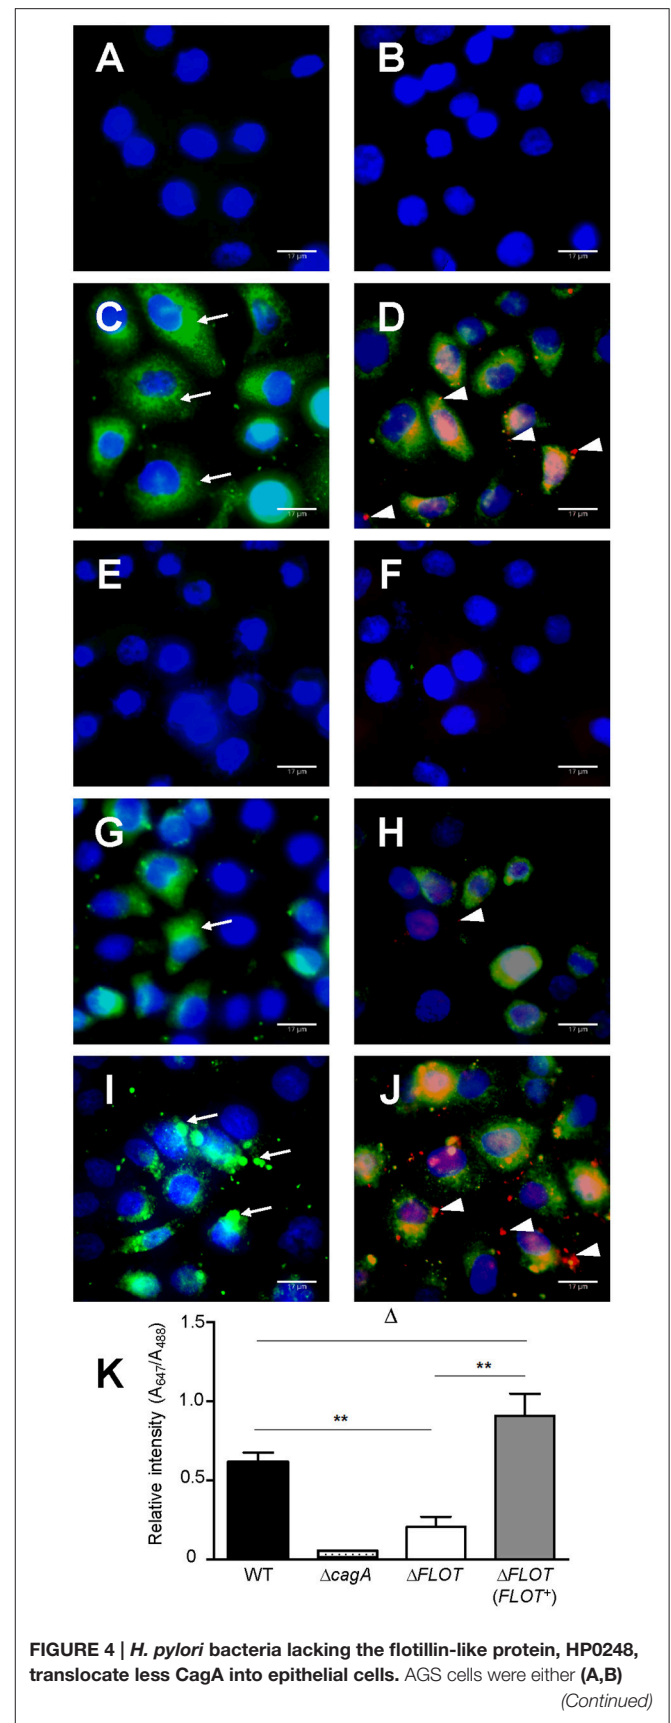 A
B
17 µm
17 µm
C
D
17 µm
17 µm
E
F
17 µm
17 µm
G
H
17 µm
17 µm
I
J
17 µm
17 µm
K
Relative intensity (A647/A488)
1.5
1.0
0.5
0
Δ
**
**
WT
ΔcagA
ΔFLOT
ΔFLOT
(FLOT+)
FIGURE 4 | H. pylori bacteria lacking the flotillin-like protein, HP0248,
translocate less CagA into epithelial cells. AGS cells were either (A,B)
(Continued)